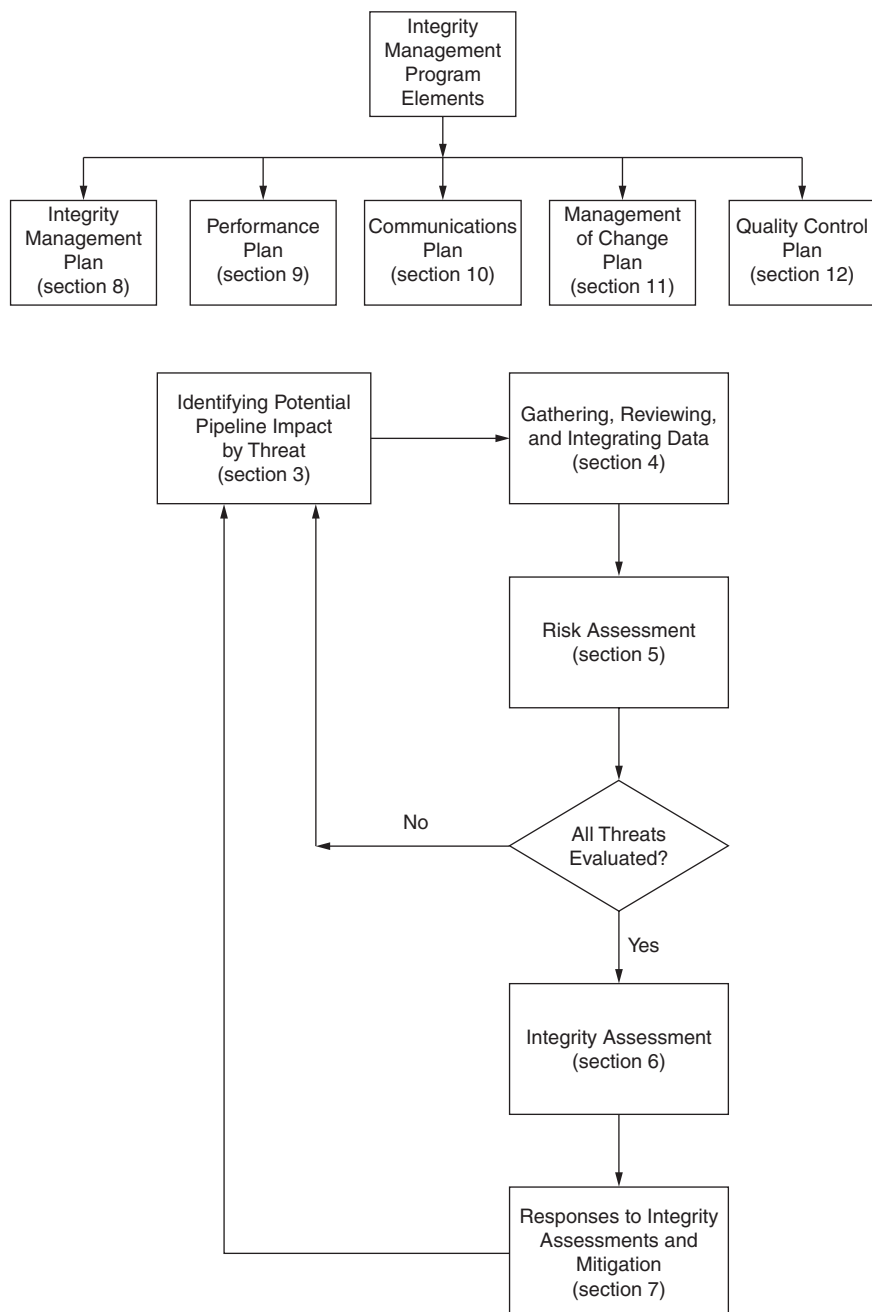 Integrity
Management
Program
Elements
Integrity
Management
Plan
(section 8)
Performance
Plan
(section 9)
Communications
Plan
(section 10)
Management
of Change
Plan
(section 11)
Quality Control
Plan
(section 12)
Identifying Potential
Pipeline Impact
by Threat
(section 3)
Gathering, Reviewing,
and Integrating Data
(section 4)
Risk Assessment
(section 5)
All Threats
Evaluated?
No
Yes
Integrity Assessment
(section 6)
Responses to Integrity
Assessments and
Mitigation
(section 7)